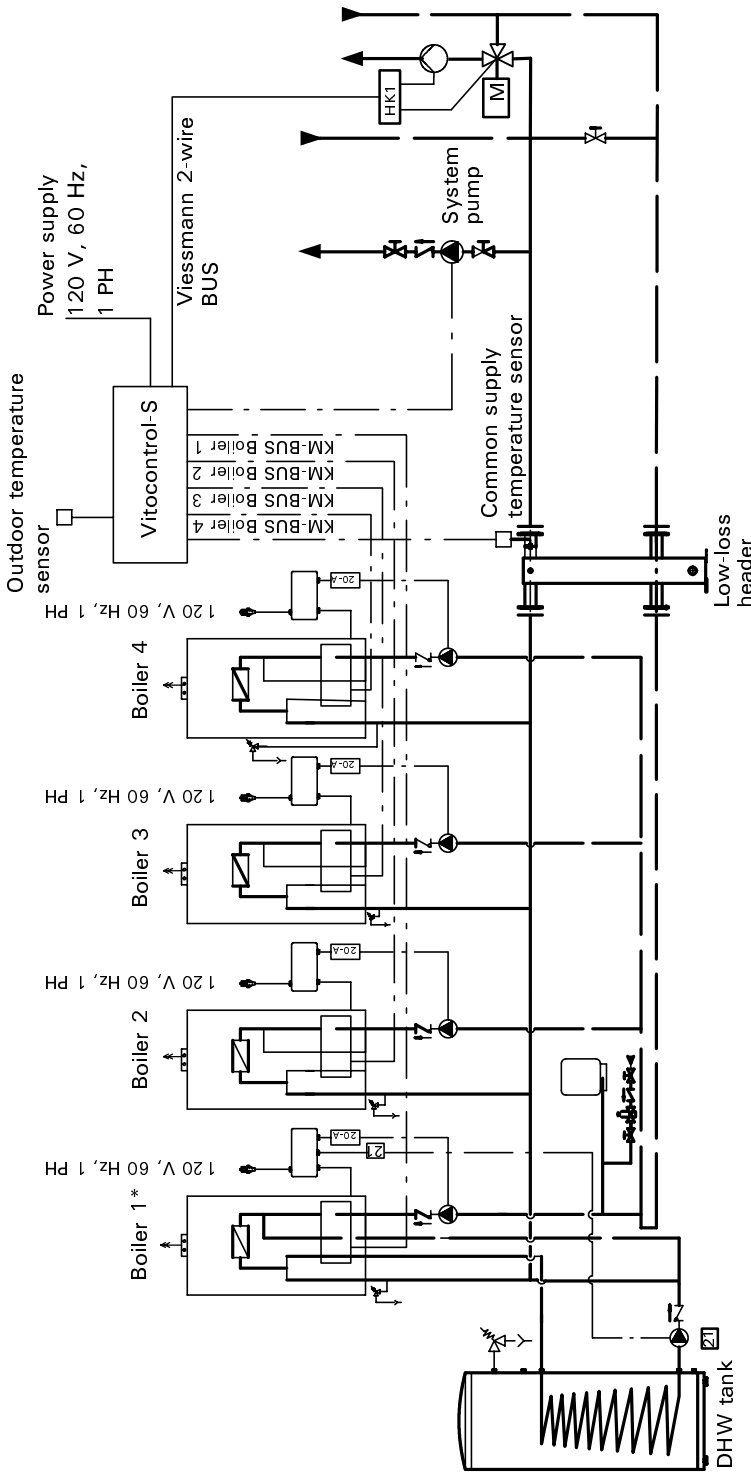 Outdoor temperature
sensor
Power supply
120 V, 60 Hz,
1 PH
Viessmann 2-wire
BUS
Vitocontrol-S
HK1
M
System
pump
Common supply
temperature sensor
Low-loss
header
KM-BUS Boiler 1
KM-BUS Boiler 2
KM-BUS Boiler 3
KM-BUS Boiler 4
Boiler 4
120 V, 60 Hz, 1 PH
20-A
Boiler 3
120 V, 60 Hz, 1 PH
20-A
Boiler 2
120 V, 60 Hz, 1 PH
20-A
Boiler 1*
120 V, 60 Hz, 1 PH
20-A
21
21
DHW tank